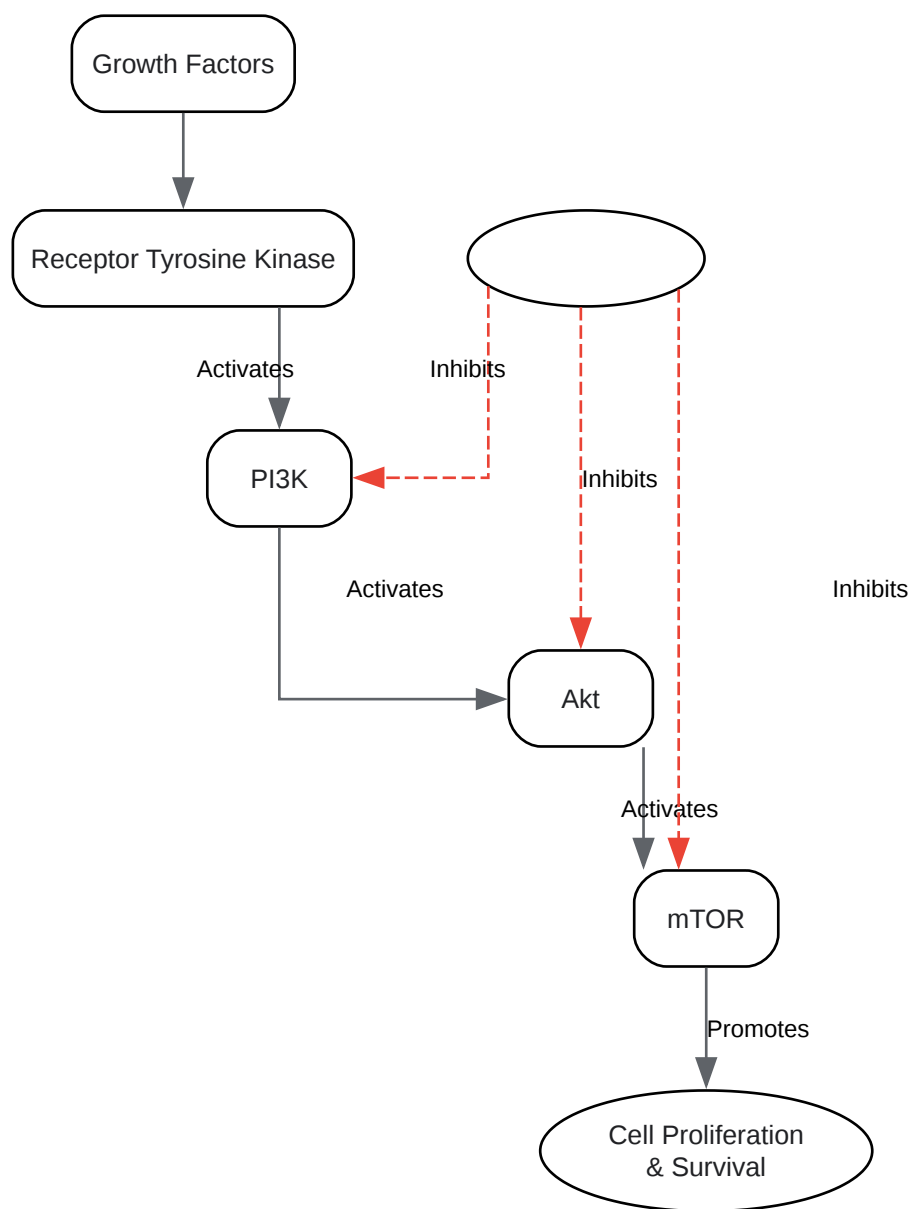 Growth Factors
Receptor Tyrosine Kinase
Activates
Inhibits
PI3K
Inhibits
Activates
Inhibits
Akt
Activates
mTOR
Promotes
Cell Proliferation
& Survival